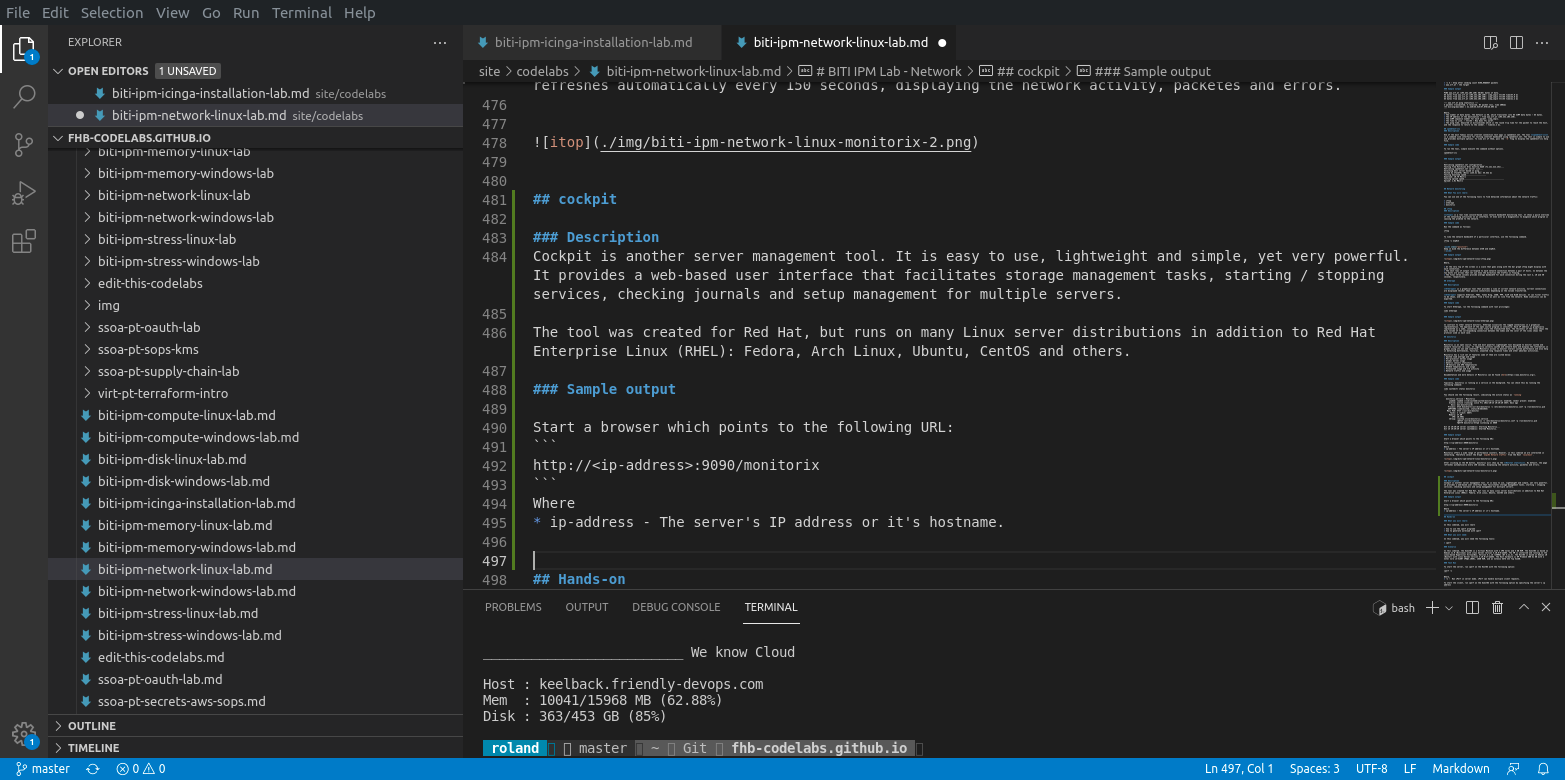 File Edit Selection View Go Run Terminal Help
EXPLORER
OPEN EDITORS 1 UNSAVED
biti-ipm-icinga-installation-lab.md site/codelabs
biti-ipm-network-linux-lab.md site/codelabs
FHB-CODELABS.GITHUB.IO
biti-ipm-memory-linux-lab
biti-ipm-memory-windows-lab
biti-ipm-network-linux-lab
biti-ipm-network-windows-lab
biti-ipm-stress-linux-lab
biti-ipm-stress-windows-lab
edit-this-codelabs
img
ssoa-pt-oauth-lab
ssoa-pt-sops-kms
ssoa-pt-supply-chain-lab
virt-pt-terraform-intro
biti-ipm-compute-linux-lab.md
biti-ipm-compute-windows-lab.md
biti-ipm-disk-linux-lab.md
biti-ipm-disk-windows-lab.md
biti-ipm-icinga-installation-lab.md
biti-ipm-memory-linux-lab.md
biti-ipm-memory-windows-lab.md
biti-ipm-network-linux-lab.md
biti-ipm-network-windows-lab.md
biti-ipm-stress-linux-lab.md
biti-ipm-stress-windows-lab.md
edit-this-codelabs.md
ssoa-pt-oauth-lab.md
ssoa-pt-secrets-aws-sops.md
OUTLINE
TIMELINE
1
1
biti-ipm-icinga-installation-lab.md biti-ipm-network-linux-lab.md
site > codelabs > biti-ipm-network-linux-lab.md > abc # BITI IPM Lab - Network > abc ## cockpit > abc ### Sample output
refreshes automatically every 150 seconds, displaying the network activity, packetes and errors.
476
477
478 ![itop](./img/biti-ipm-network-linux-monitorix-2.png)
479
480
481 ## cockpit
482
483 ### Description
484 Cockpit is another server management tool. It is easy to use, lightweight and simple, yet very powerful.
It provides a web-based user interface that facilitates storage management tasks, starting / stopping
services, checking journals and setup management for multiple servers.
485
486 The tool was created for Red Hat, but runs on many Linux server distributions in addition to Red Hat
Enterprise Linux (RHEL): Fedora, Arch Linux, Ubuntu, CentOS and others.
487
488 ### Sample output
489
490 Start a browser which points to the following URL:
491 ```
492 http://<ip-address>:9090/monitorix
493 ```
494 Where
495 * ip-address - The server's IP address or it's hostname.
496
497
498 ## Hands-on
PROBLEMS OUTPUT DEBUG CONSOLE TERMINAL
bash
_________________________ We know Cloud
Host : keelback.friendly-devops.com
Mem  : 10041/15968 MB (62.88%)
Disk : 363/453 GB (85%)
roland master ~ Git fhb-codelabs.github.io
master 0 0 Ln 497, Col 1 Spaces: 3 UTF-8 LF Markdown